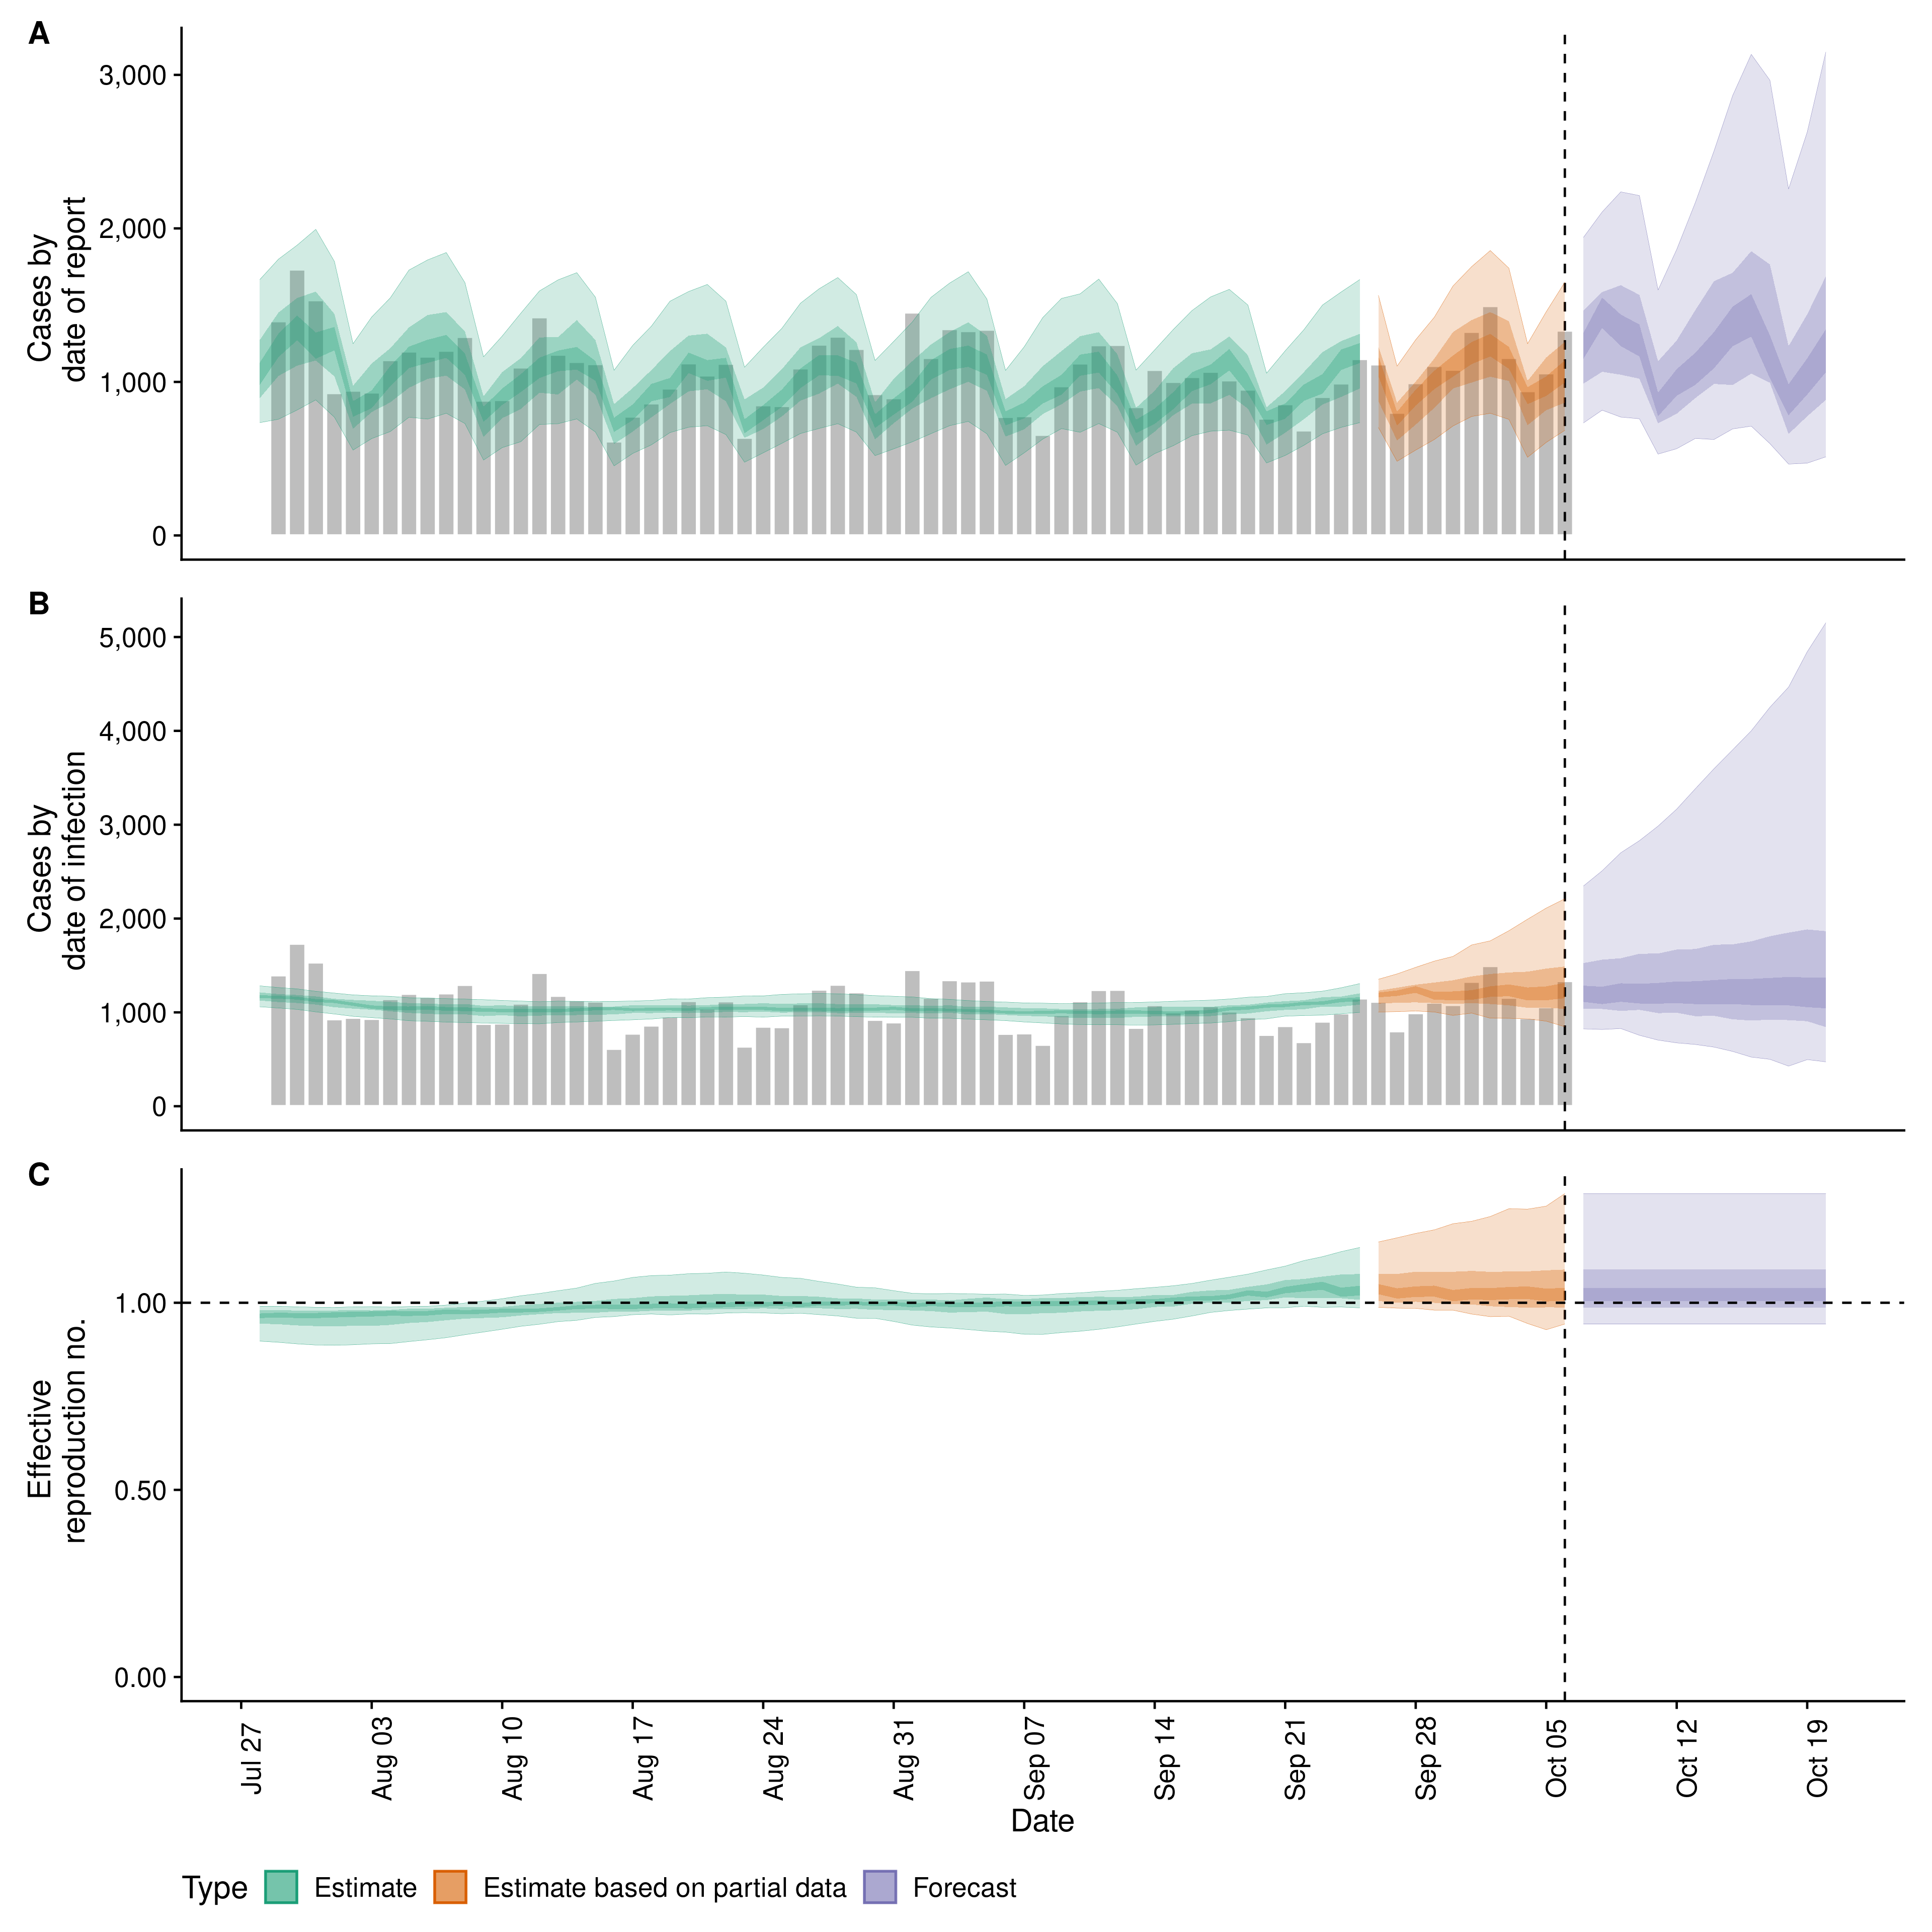 A
Cases by
date of report
3,000
2,000
1,000
0
B
Cases by
date of infection
5,000
4,000
3,000
2,000
1,000
0
C
Effective
reproduction no.
1.00
0.50
0.00
Jul 27
Aug 03
Aug 10
Aug 17
Aug 24
Aug 31
Sep 07
Sep 14
Sep 21
Sep 28
Oct 05
Oct 12
Oct 19
Date
Type Estimate Estimate based on partial data Forecast